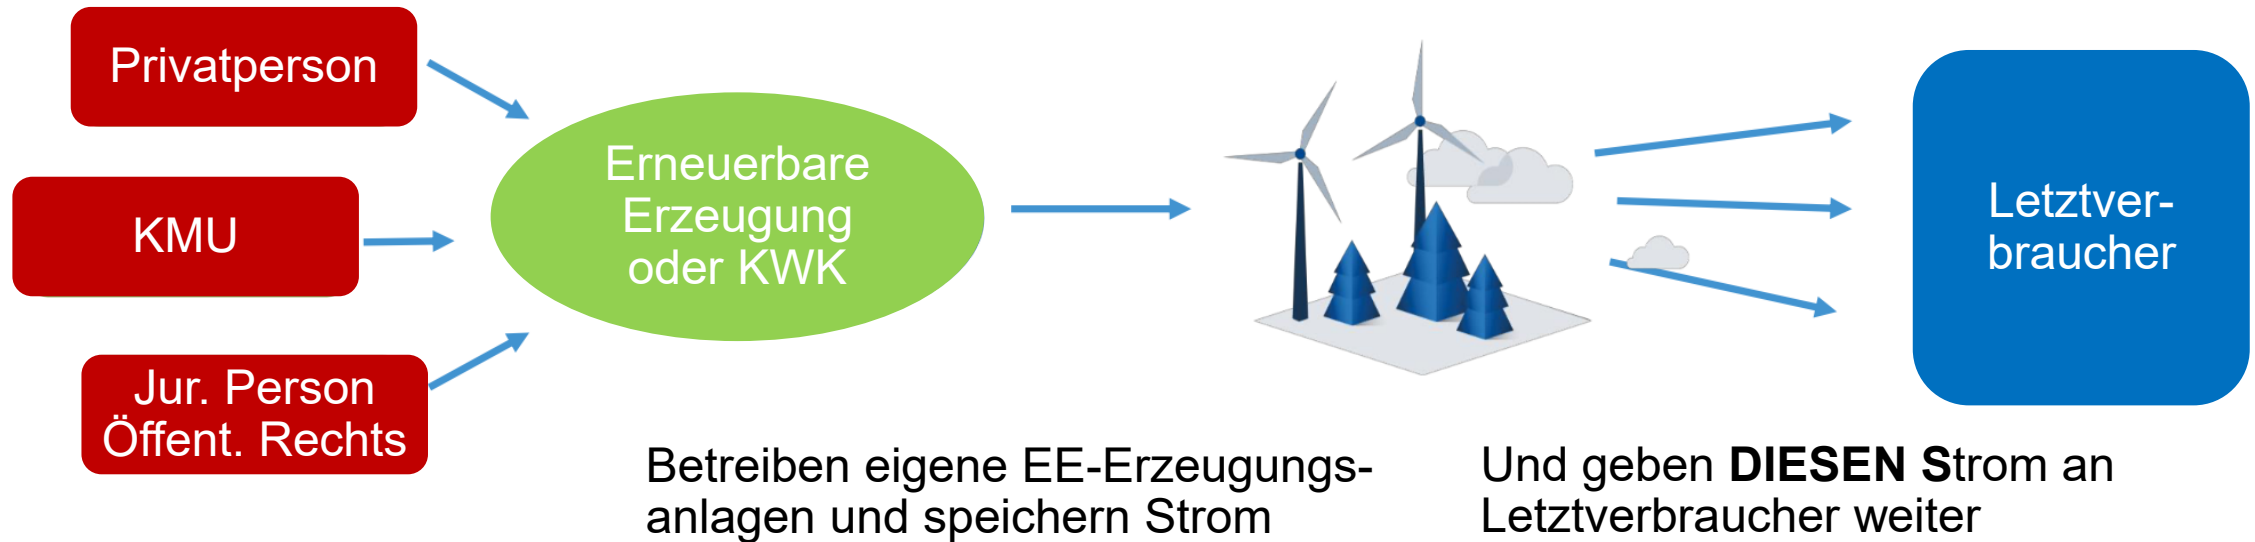 Privatperson
KMU
Jur. Person
Öffent. Rechts
Erneuerbare
Erzeugung
oder KWK
Letztver-
braucher
Betreiben eigene EE-Erzeugungs-
anlagen und speichern Strom
Und geben DIESEN Strom an
Letztverbraucher weiter